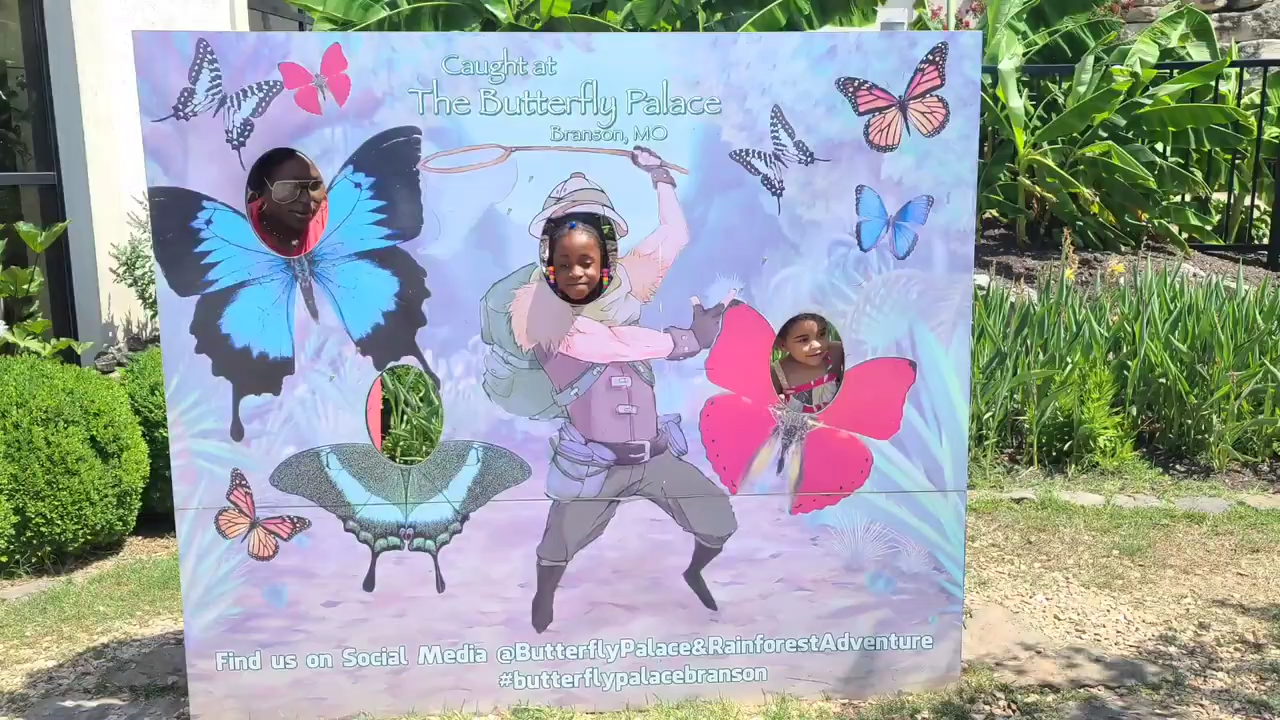 Caught at
The Butterfly Palace
Branson, MO
Find us on Social Media @ButterflyPalace&RainforestAdventure
#butterflypalacebranson